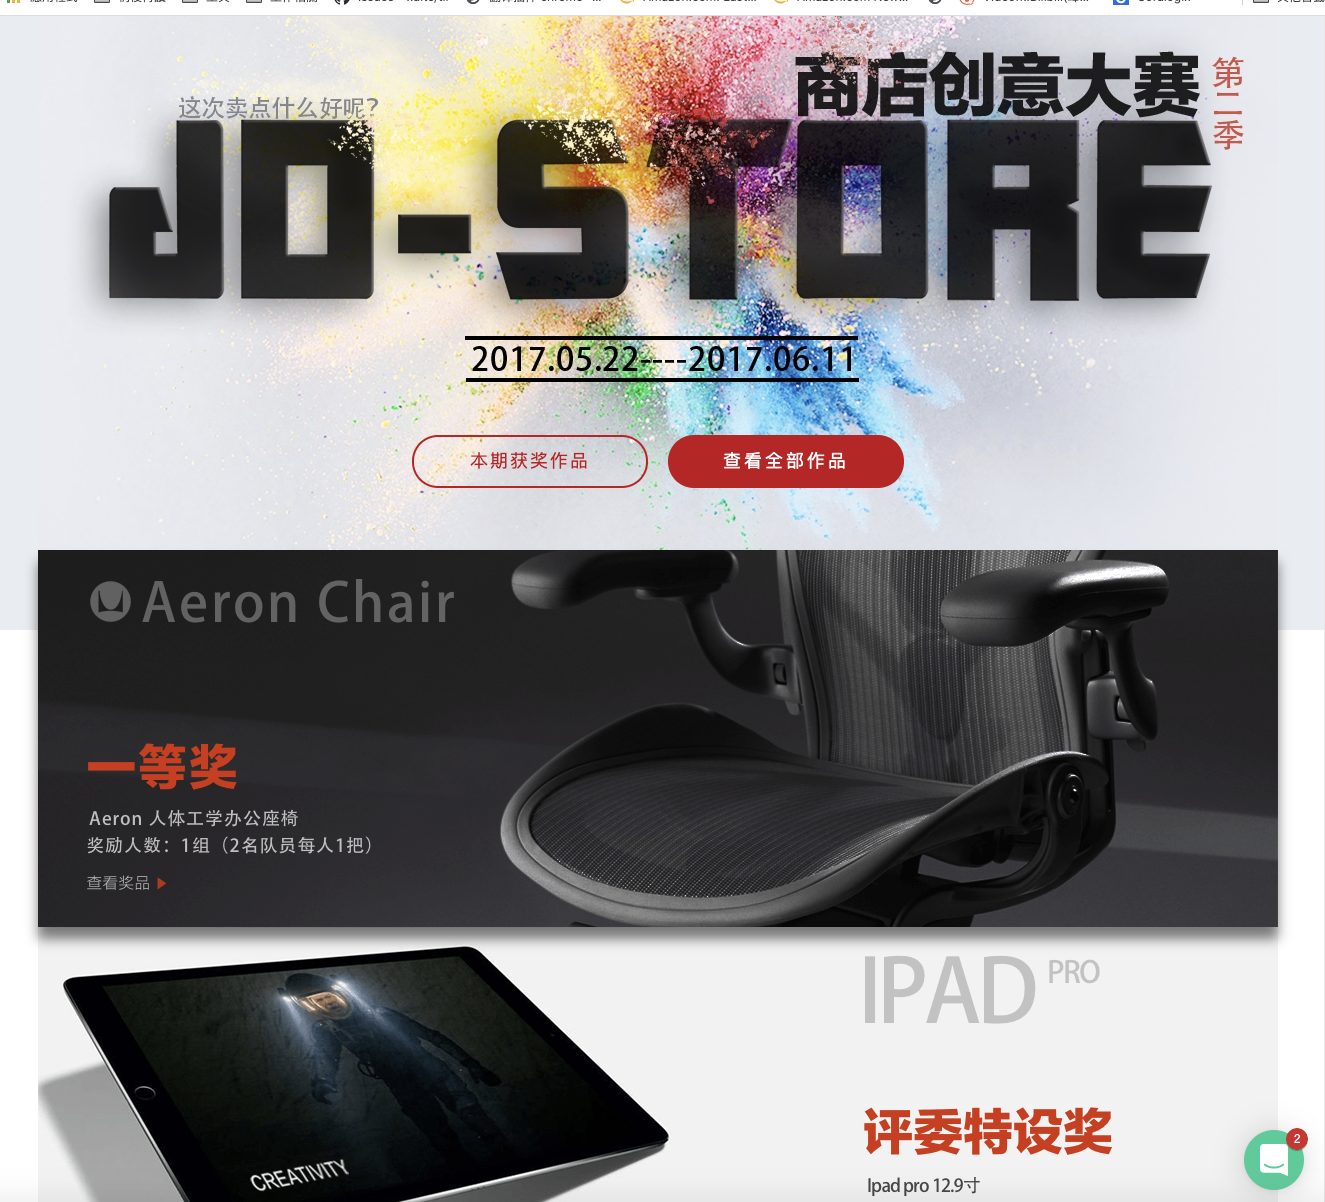 商店创意大赛
第二季
这次卖点什么好呢?
JD-STORE
2017.05.22----2017.06.11
本期获奖作品
查看全部作品
Aeron Chair
一等奖
Aeron 人体工学办公座椅
奖励人数：1组（2名队员每人1把）
查看奖品
IPAD PRO
CREATIVITY
评委特设奖
Ipad pro 12.9寸
2